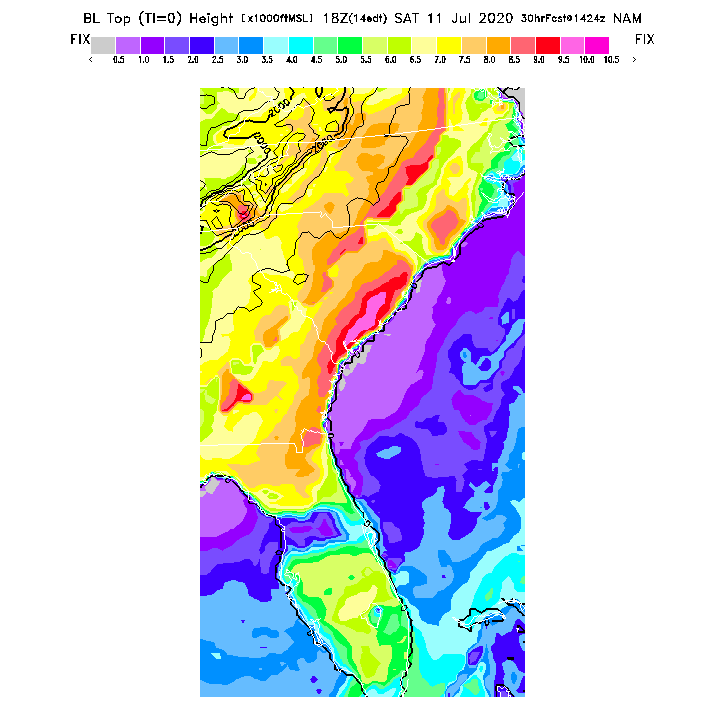 BL Top (TI=0) Height [x1000ftMSL] 18Z(14edt) SAT 11 Jul 2020 30hrFcst@1424z NAM
FIX FIX
< 0.5 1.0 1.5 2.0 2.5 3.0 3.5 4.0 4.5 5.0 5.5 6.0 6.5 7.0 7.5 8.0 8.5 9.0 9.5 10.0 10.5 >
2000
2000